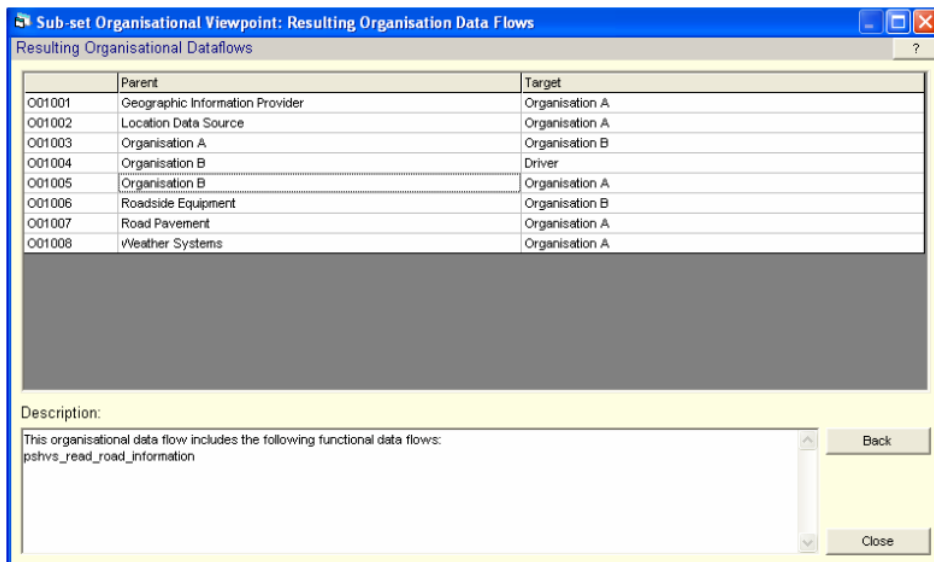 Sub-set Organisational Viewpoint: Resulting Organisation Data Flows
Resulting Organisational Dataflows ?
Parent Target
O01001 Geographic Information Provider Organisation A
O01002 Location Data Source Organisation A
O01003 Organisation A Organisation B
O01004 Organisation B Driver
O01005 Organisation B Organisation A
O01006 Roadside Equipment Organisation B
O01007 Road Pavement Organisation A
O01008 Weather Systems Organisation A
Description:
This organisational data flow includes the following functional data flows:
pshvs_read_road_information
Back
Close